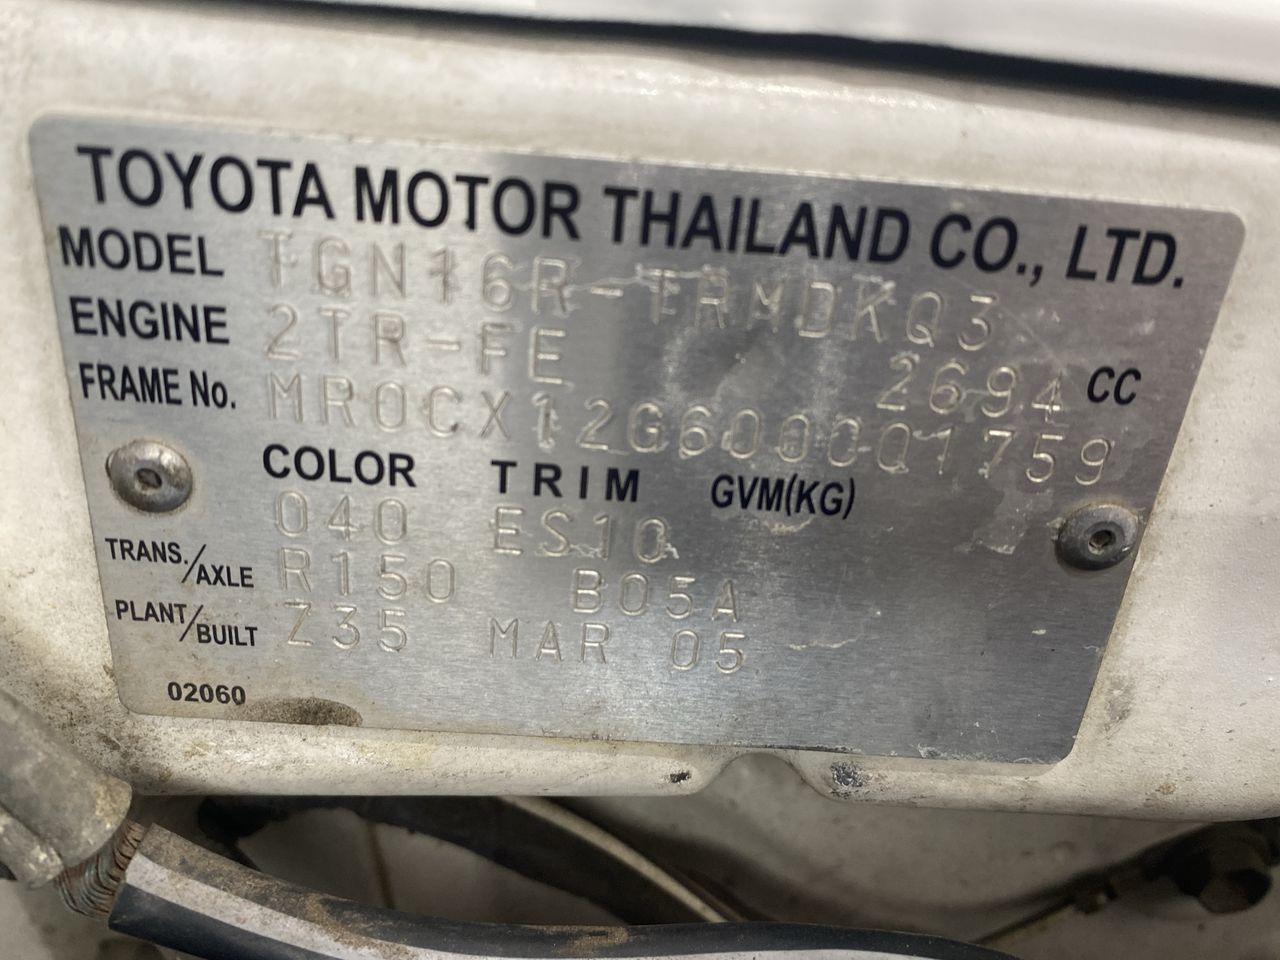 TOYOTA MOTOR THAILAND CO., LTD.
MODEL TGN16R-TRMDKQ3
ENGINE 2TR-FE 2694 CC
FRAME No. MR0CX12G600001759
COLOR TRIM GVM(KG)
040 ES10
TRANS./AXLE R150 B05A
PLANT/BUILT Z35 MAR 05
02060